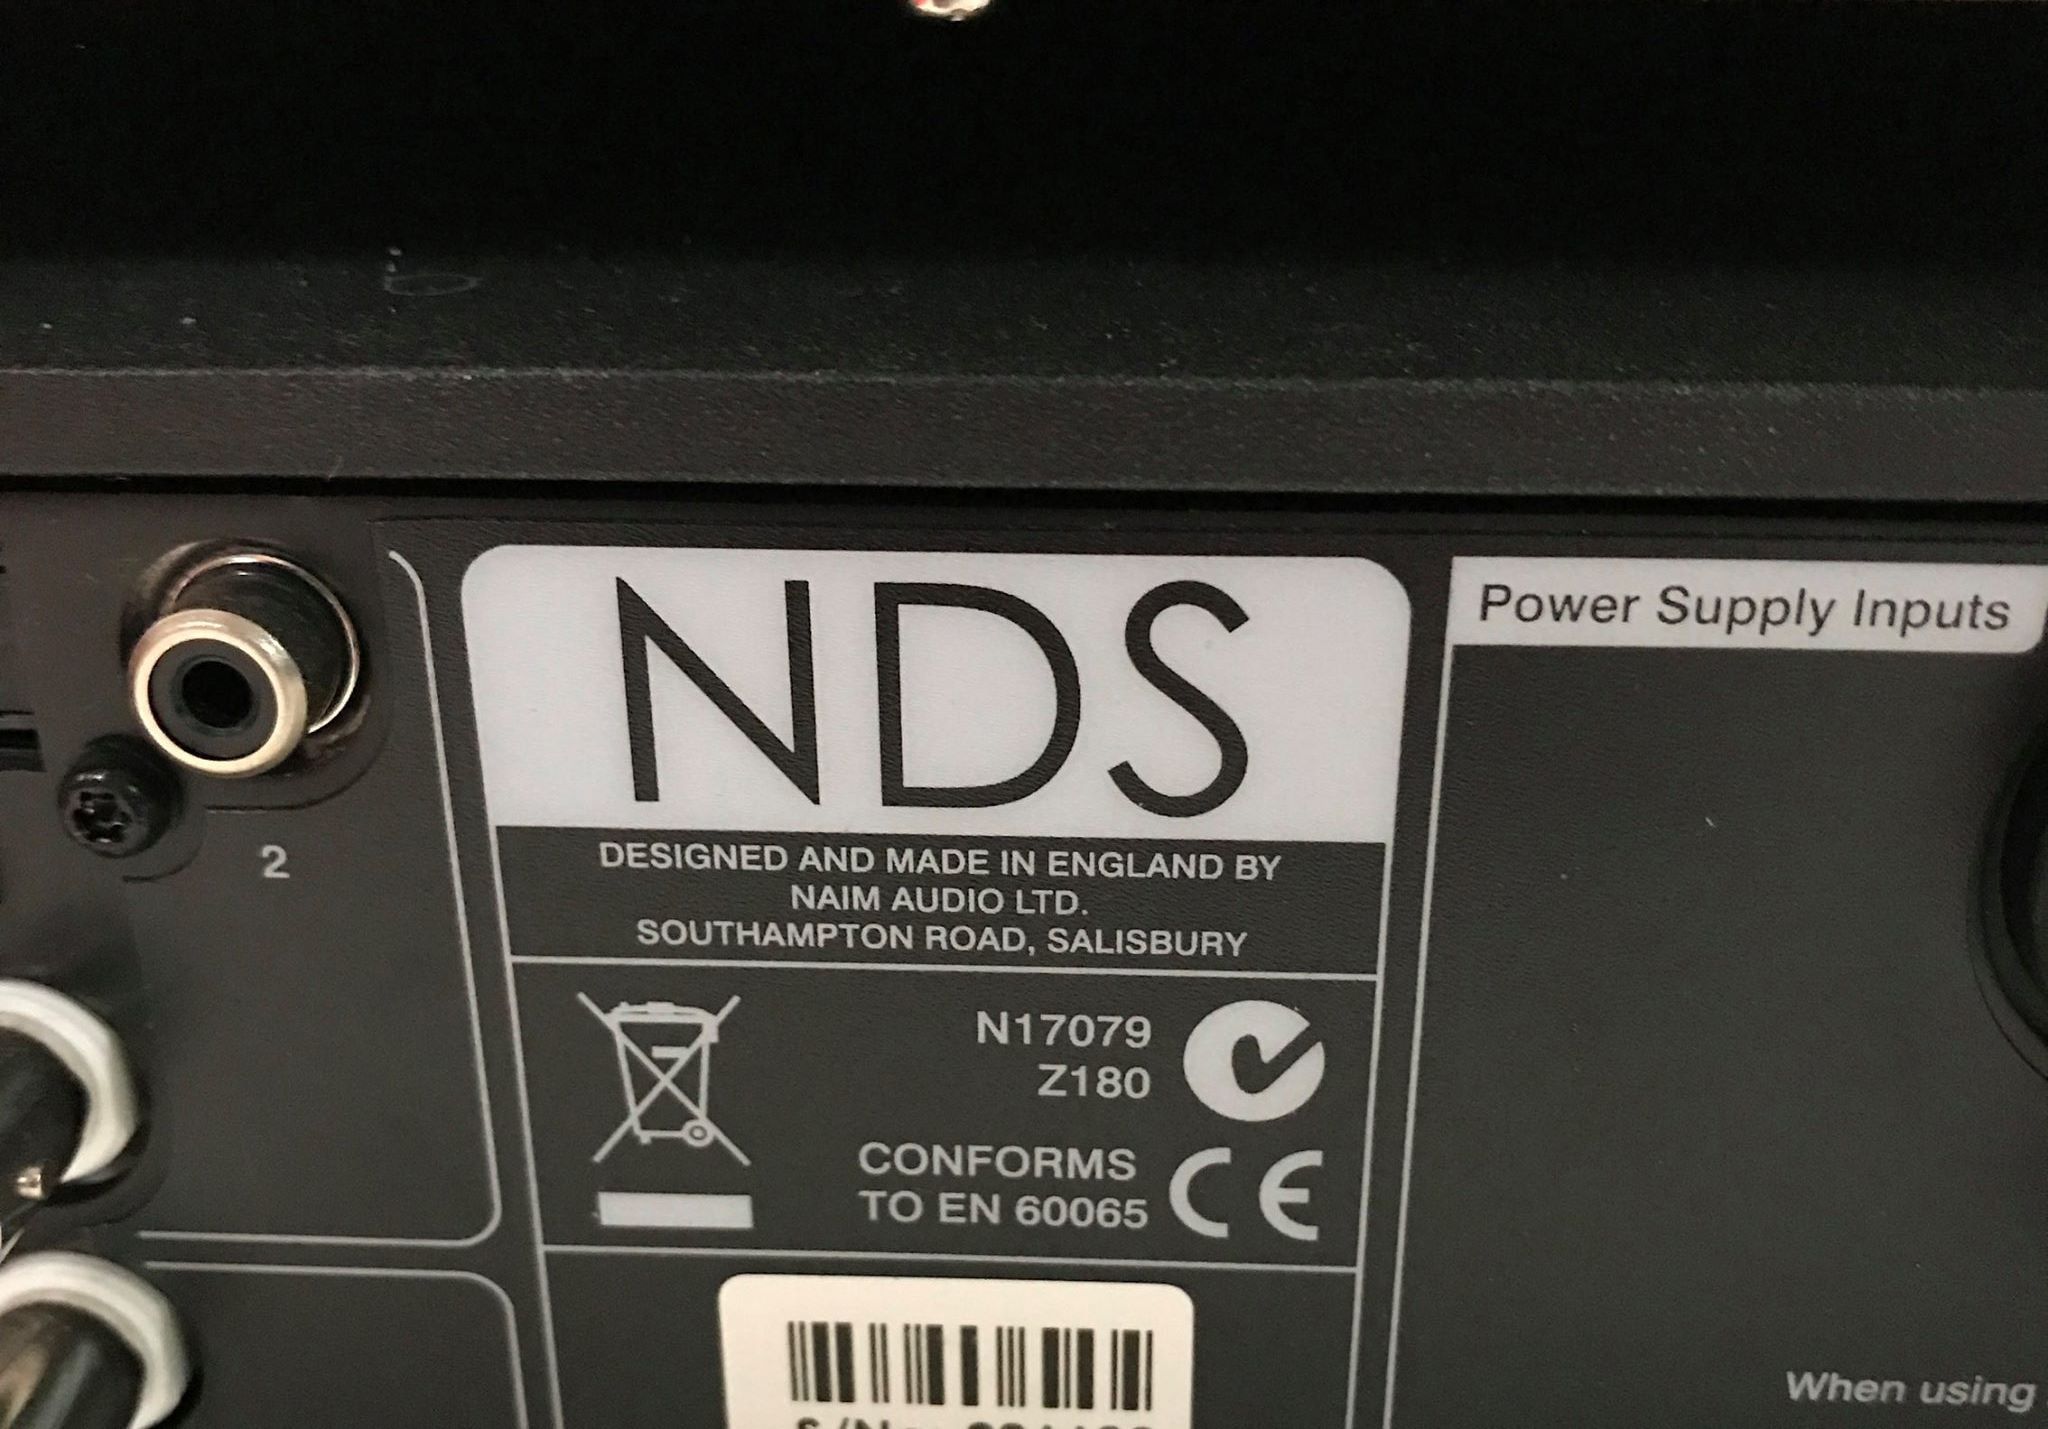 NDS
DESIGNED AND MADE IN ENGLAND BY
NAIM AUDIO LTD.
SOUTHAMPTON ROAD, SALISBURY
N17079
Z180
CONFORMS
TO EN 60065
CE
2
Power Supply Inputs
When using